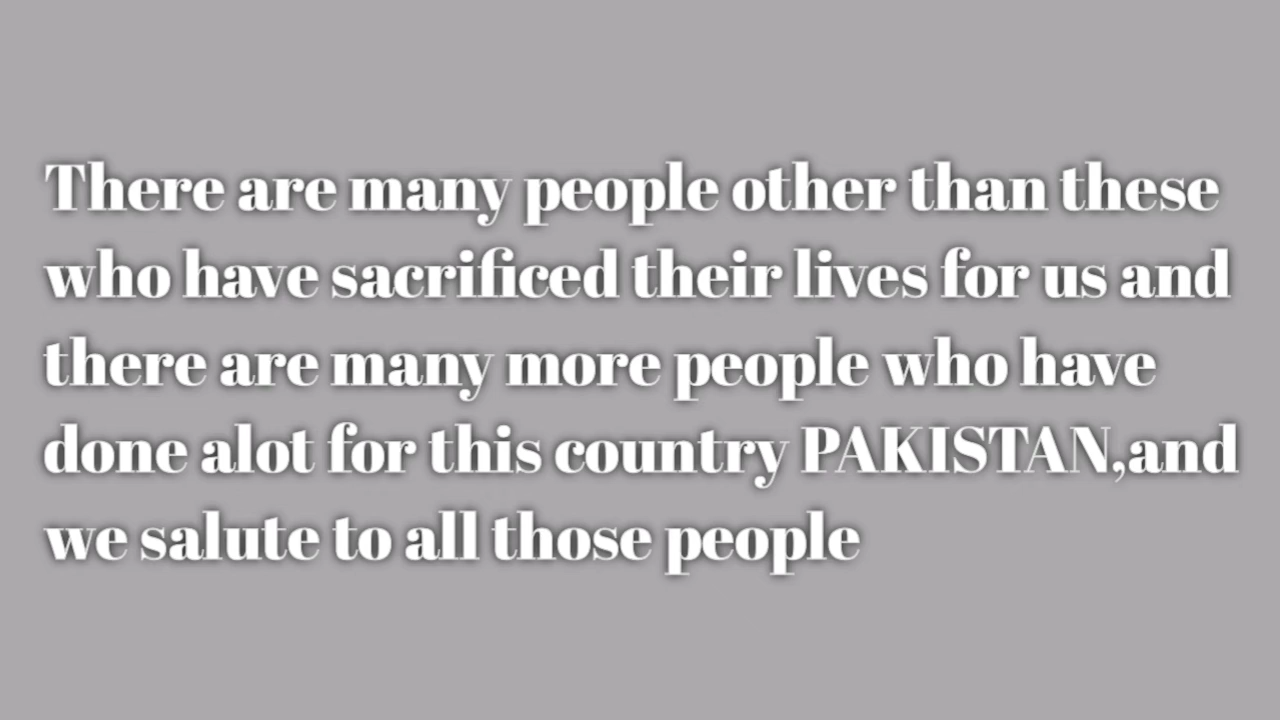 There are many people other than these
who have sacrificed their lives for us and
there are many more people who have
done alot for this country PAKISTAN,and
we salute to all those people